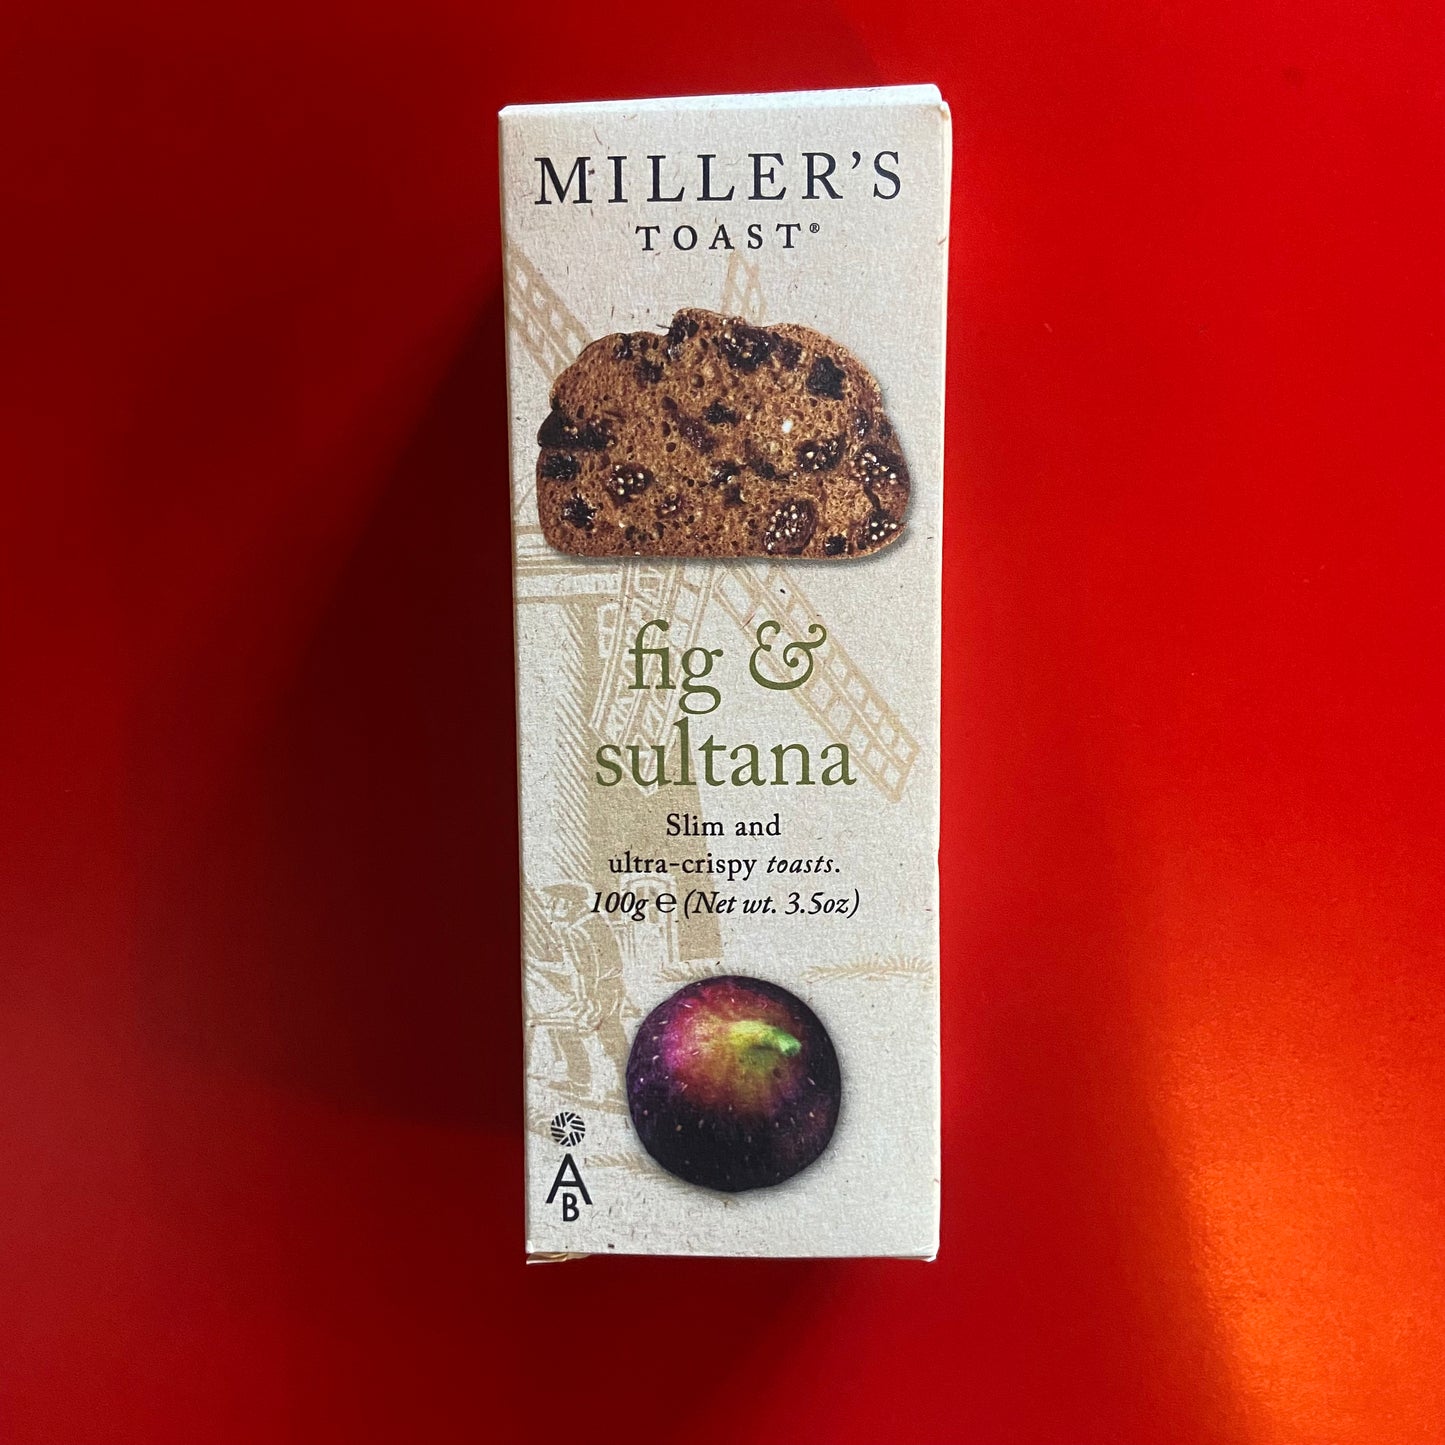 MILLER'S
TOAST®
fig &
sultana
Slim and
ultra-crispy toasts.
100g ℮ (Net wt. 3.5oz)
A
B